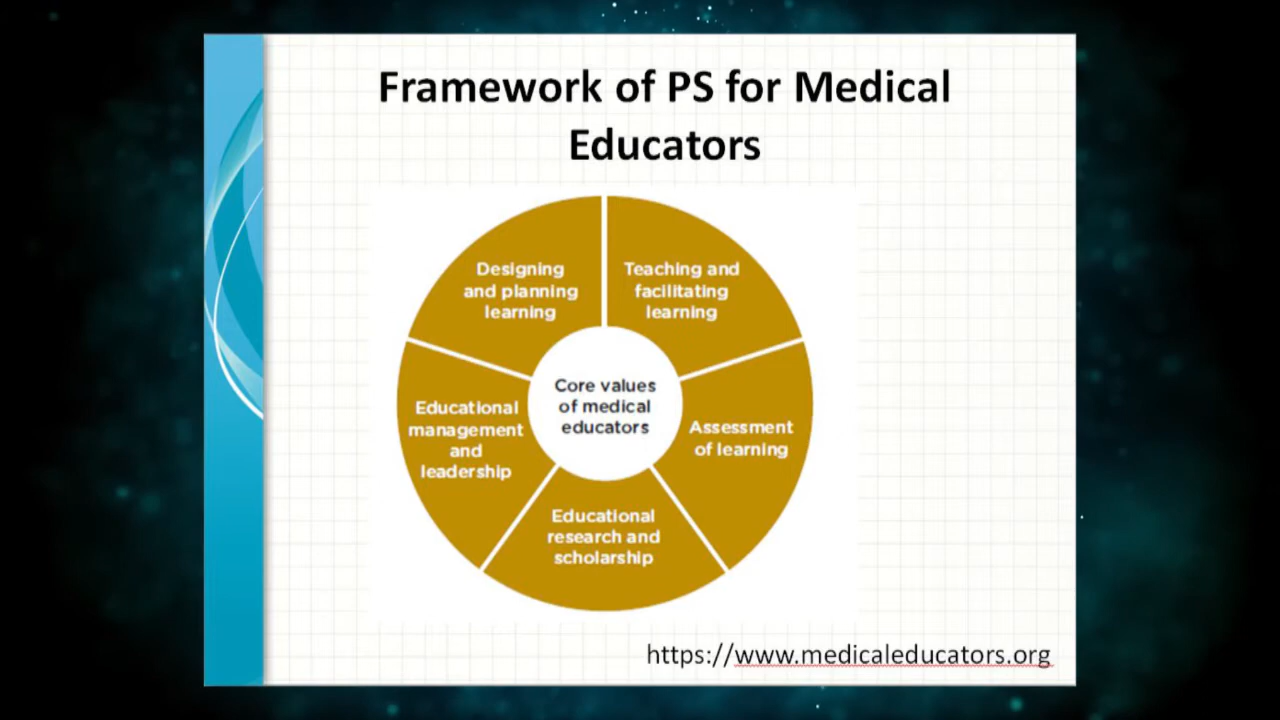 Framework of PS for Medical
Educators
Designing
and planning
learning
Teaching and
facilitating
learning
Educational
management
and
leadership
Core values
of medical
educators
Assessment
of learning
Educational
research and
scholarship
https://www.medicaleducators.org